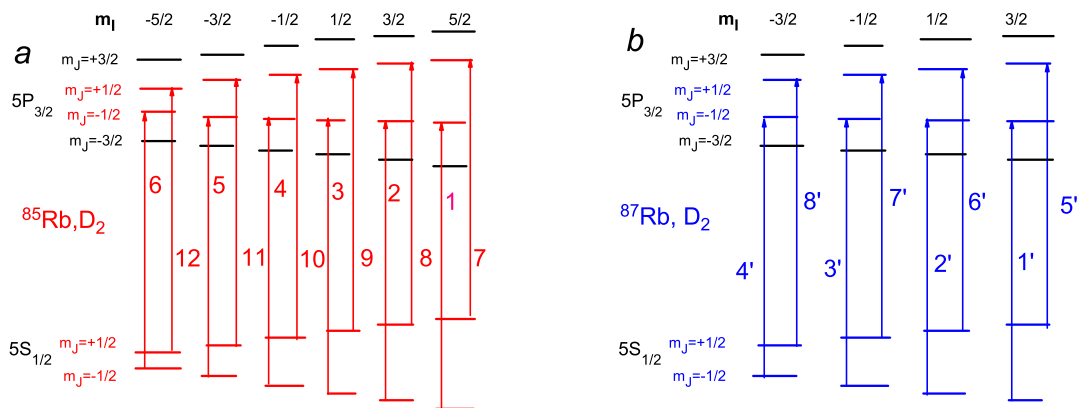 a
m_I -5/2 -3/2 -1/2 1/2 3/2 5/2
m_J=+3/2
5P_3/2
m_J=+1/2
m_J=-1/2
m_J=-3/2
6 5 4 3 2 1
⁸⁵Rb,D₂
12 11 10 9 8 7
5S_1/2
m_J=+1/2
m_J=-1/2
b
m_I -3/2 -1/2 1/2 3/2
m_J=+3/2
5P_3/2
m_J=+1/2
m_J=-1/2
m_J=-3/2
8' 7' 6' 5'
⁸⁷Rb, D₂
4' 3' 2' 1'
5S_1/2
m_J=+1/2
m_J=-1/2